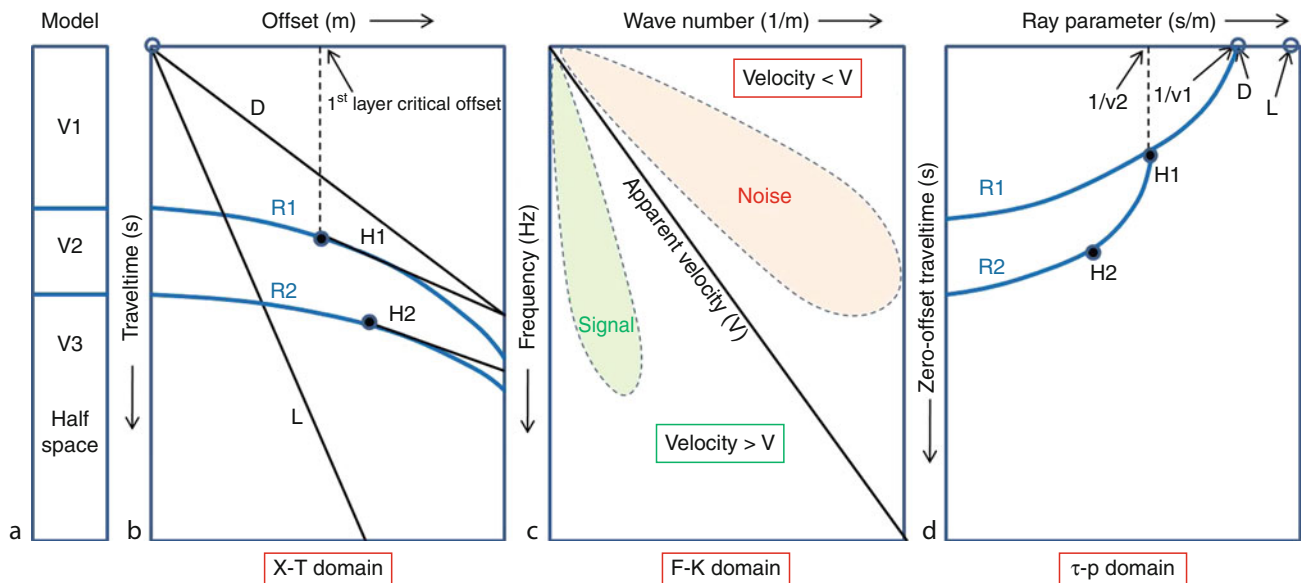 Model
V1
V2
V3
Half
space
a
Offset (m)
Traveltime (s)
1st layer critical offset
D
R1
H1
R2
H2
L
b
X-T domain
Wave number (1/m)
Frequency (Hz)
Velocity < V
Noise
Apparent velocity (V)
Signal
Velocity > V
c
F-K domain
Ray parameter (s/m)
Zero-offset traveltime (s)
1/v2
1/v1
D
L
R1
H1
R2
H2
d
τ-p domain